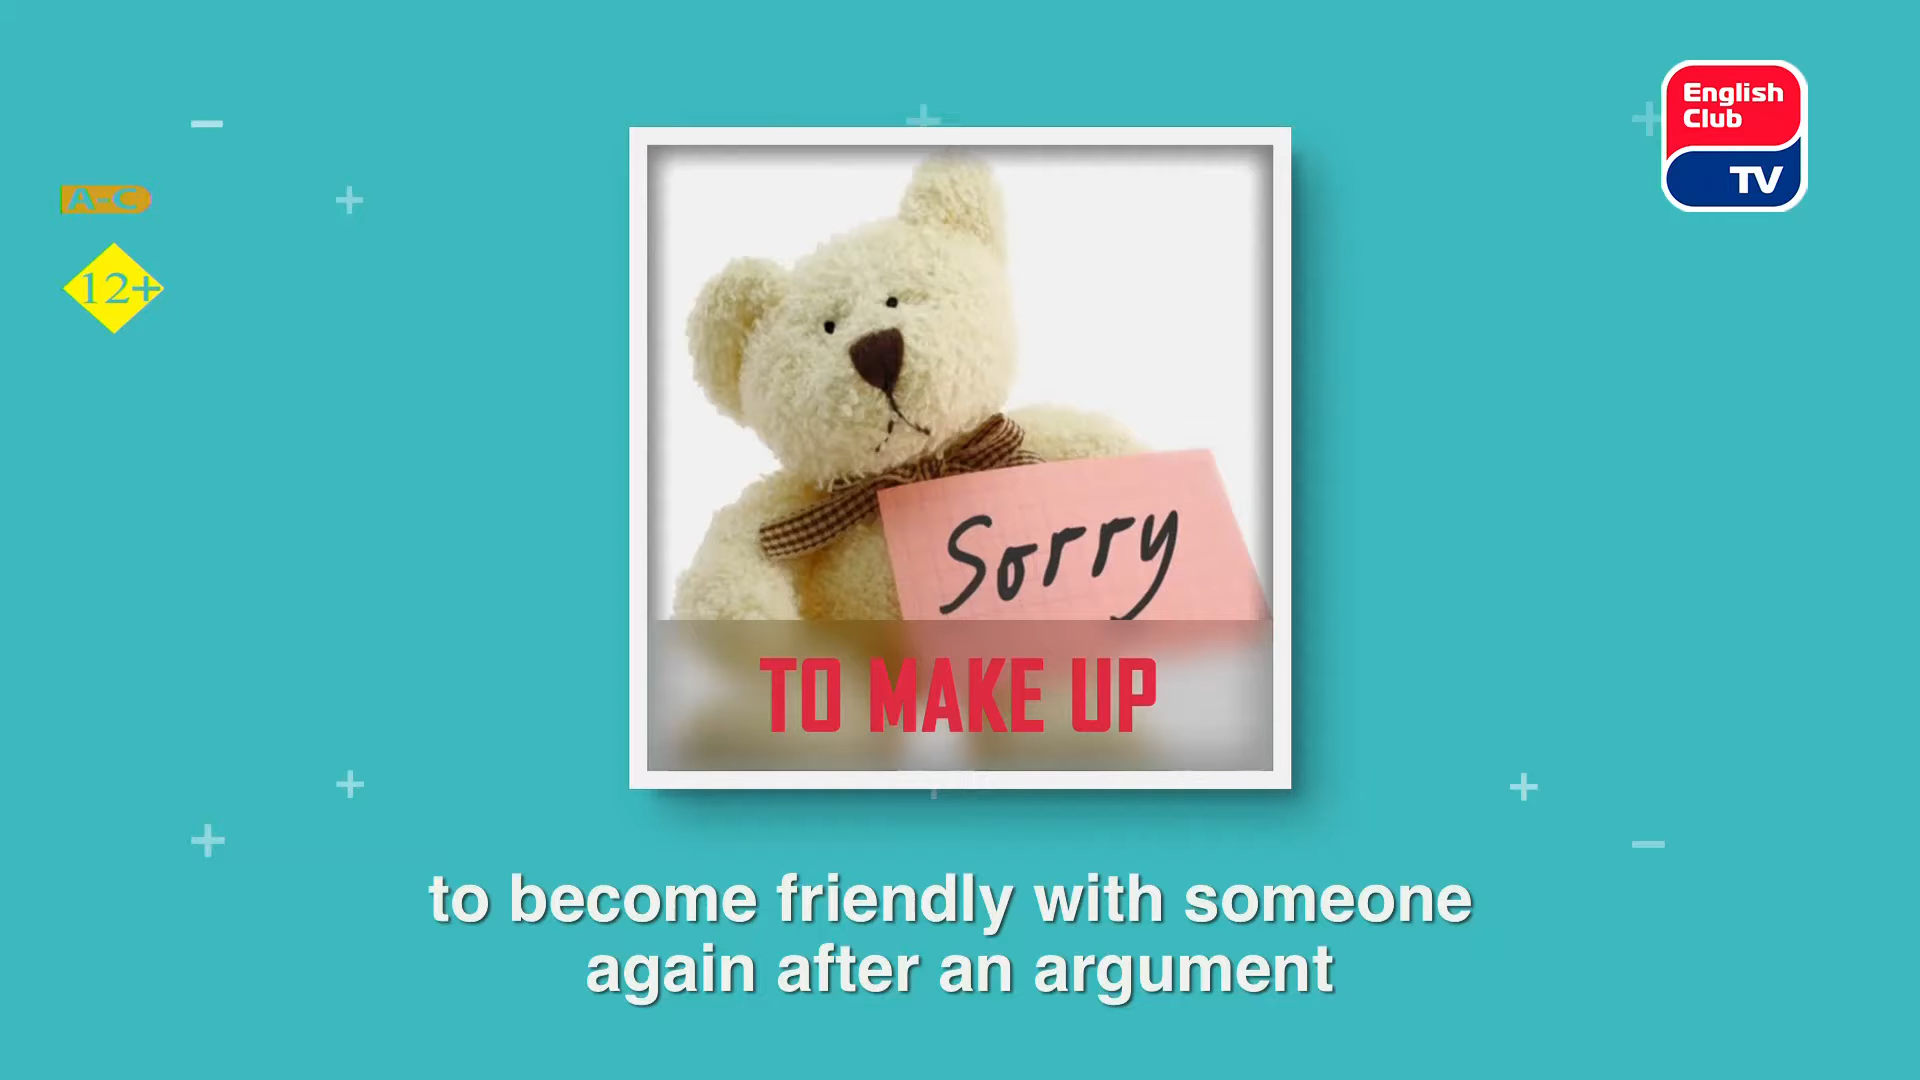 English
Club
TV
A-C
12+
Sorry
TO MAKE UP
to become friendly with someone
again after an argument